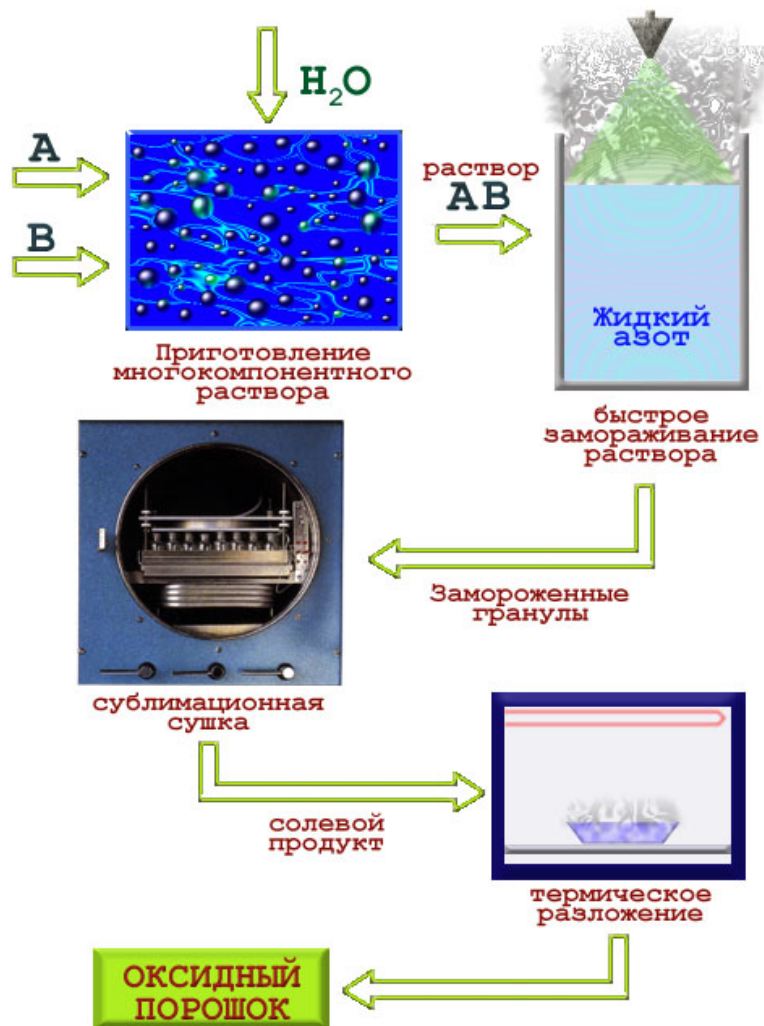 H₂O
A
B
раствор
AB
Жидкий
азот
Приготовление
многокомпонентного
раствора
быстрое
замораживание
раствора
Замороженные
гранулы
сублимационная
сушка
солевой
продукт
термическое
разложение
ОКСИДНЫЙ
ПОРОШОК